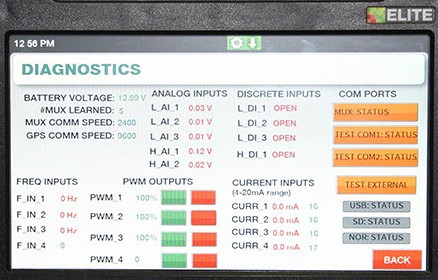 ELITE
12 56 PM
DIAGNOSTICS
BATTERY VOLTAGE: 12.59 V
#MUX LEARNED: 5
MUX COMM SPEED: 2400
GPS COMM SPEED: 9600
ANALOG INPUTS
L_AI_1 0.03 V
L_AI_2 0.01 V
L_AI_3 0.01 V
H_AI_1 0.12 V
H_AI_2 0.02 V
DISCRETE INPUTS
L_DI_1 OPEN
L_DI_2 OPEN
L_DI_3 OPEN
H_DI_1 OPEN
COM PORTS
MUX: STATUS
TEST COM1: STATUS
TEST COM2: STATUS
FREQ INPUTS
F_IN_1 0 Hz
F_IN_2 0 Hz
F_IN_3 0 Hz
F_IN_4 0
PWM OUTPUTS
PWM_1 100%
PWM_2 100%
PWM_3 100%
PWM_4 0
CURRENT INPUTS
(4-20mA range)
CURR_1 0.0 mA 1G
CURR_2 0.0 mA 1G
CURR_3 0.0 mA 1G
CURR_4 0.0 mA 17
TEST EXTERNAL
USB: STATUS
SD: STATUS
NOR: STATUS
BACK